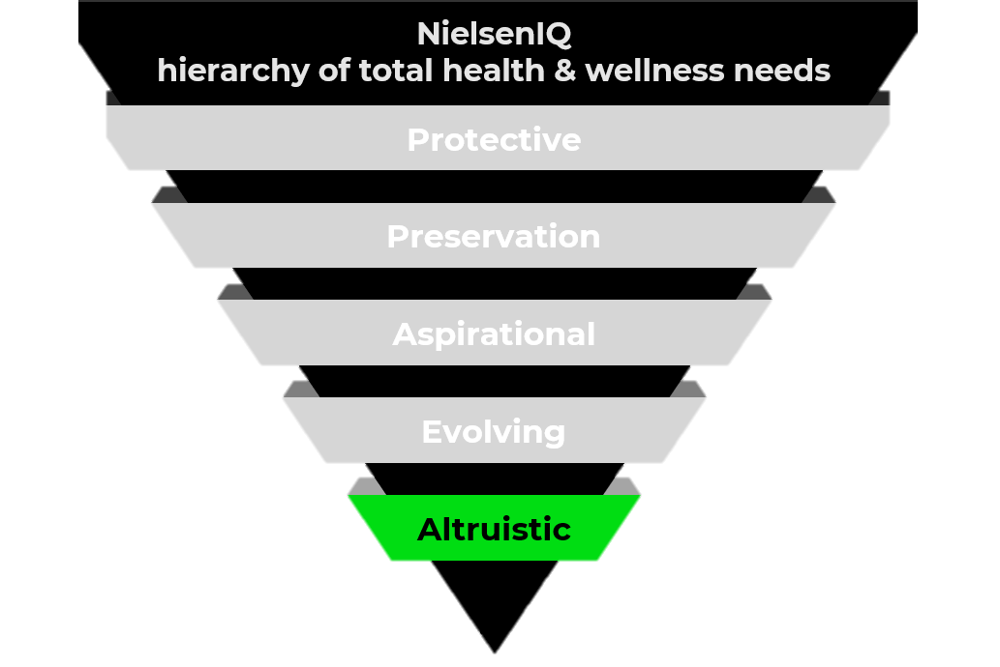 NielsenIQ
hierarchy of total health & wellness needs
Protective
Preservation
Aspirational
Evolving
Altruistic